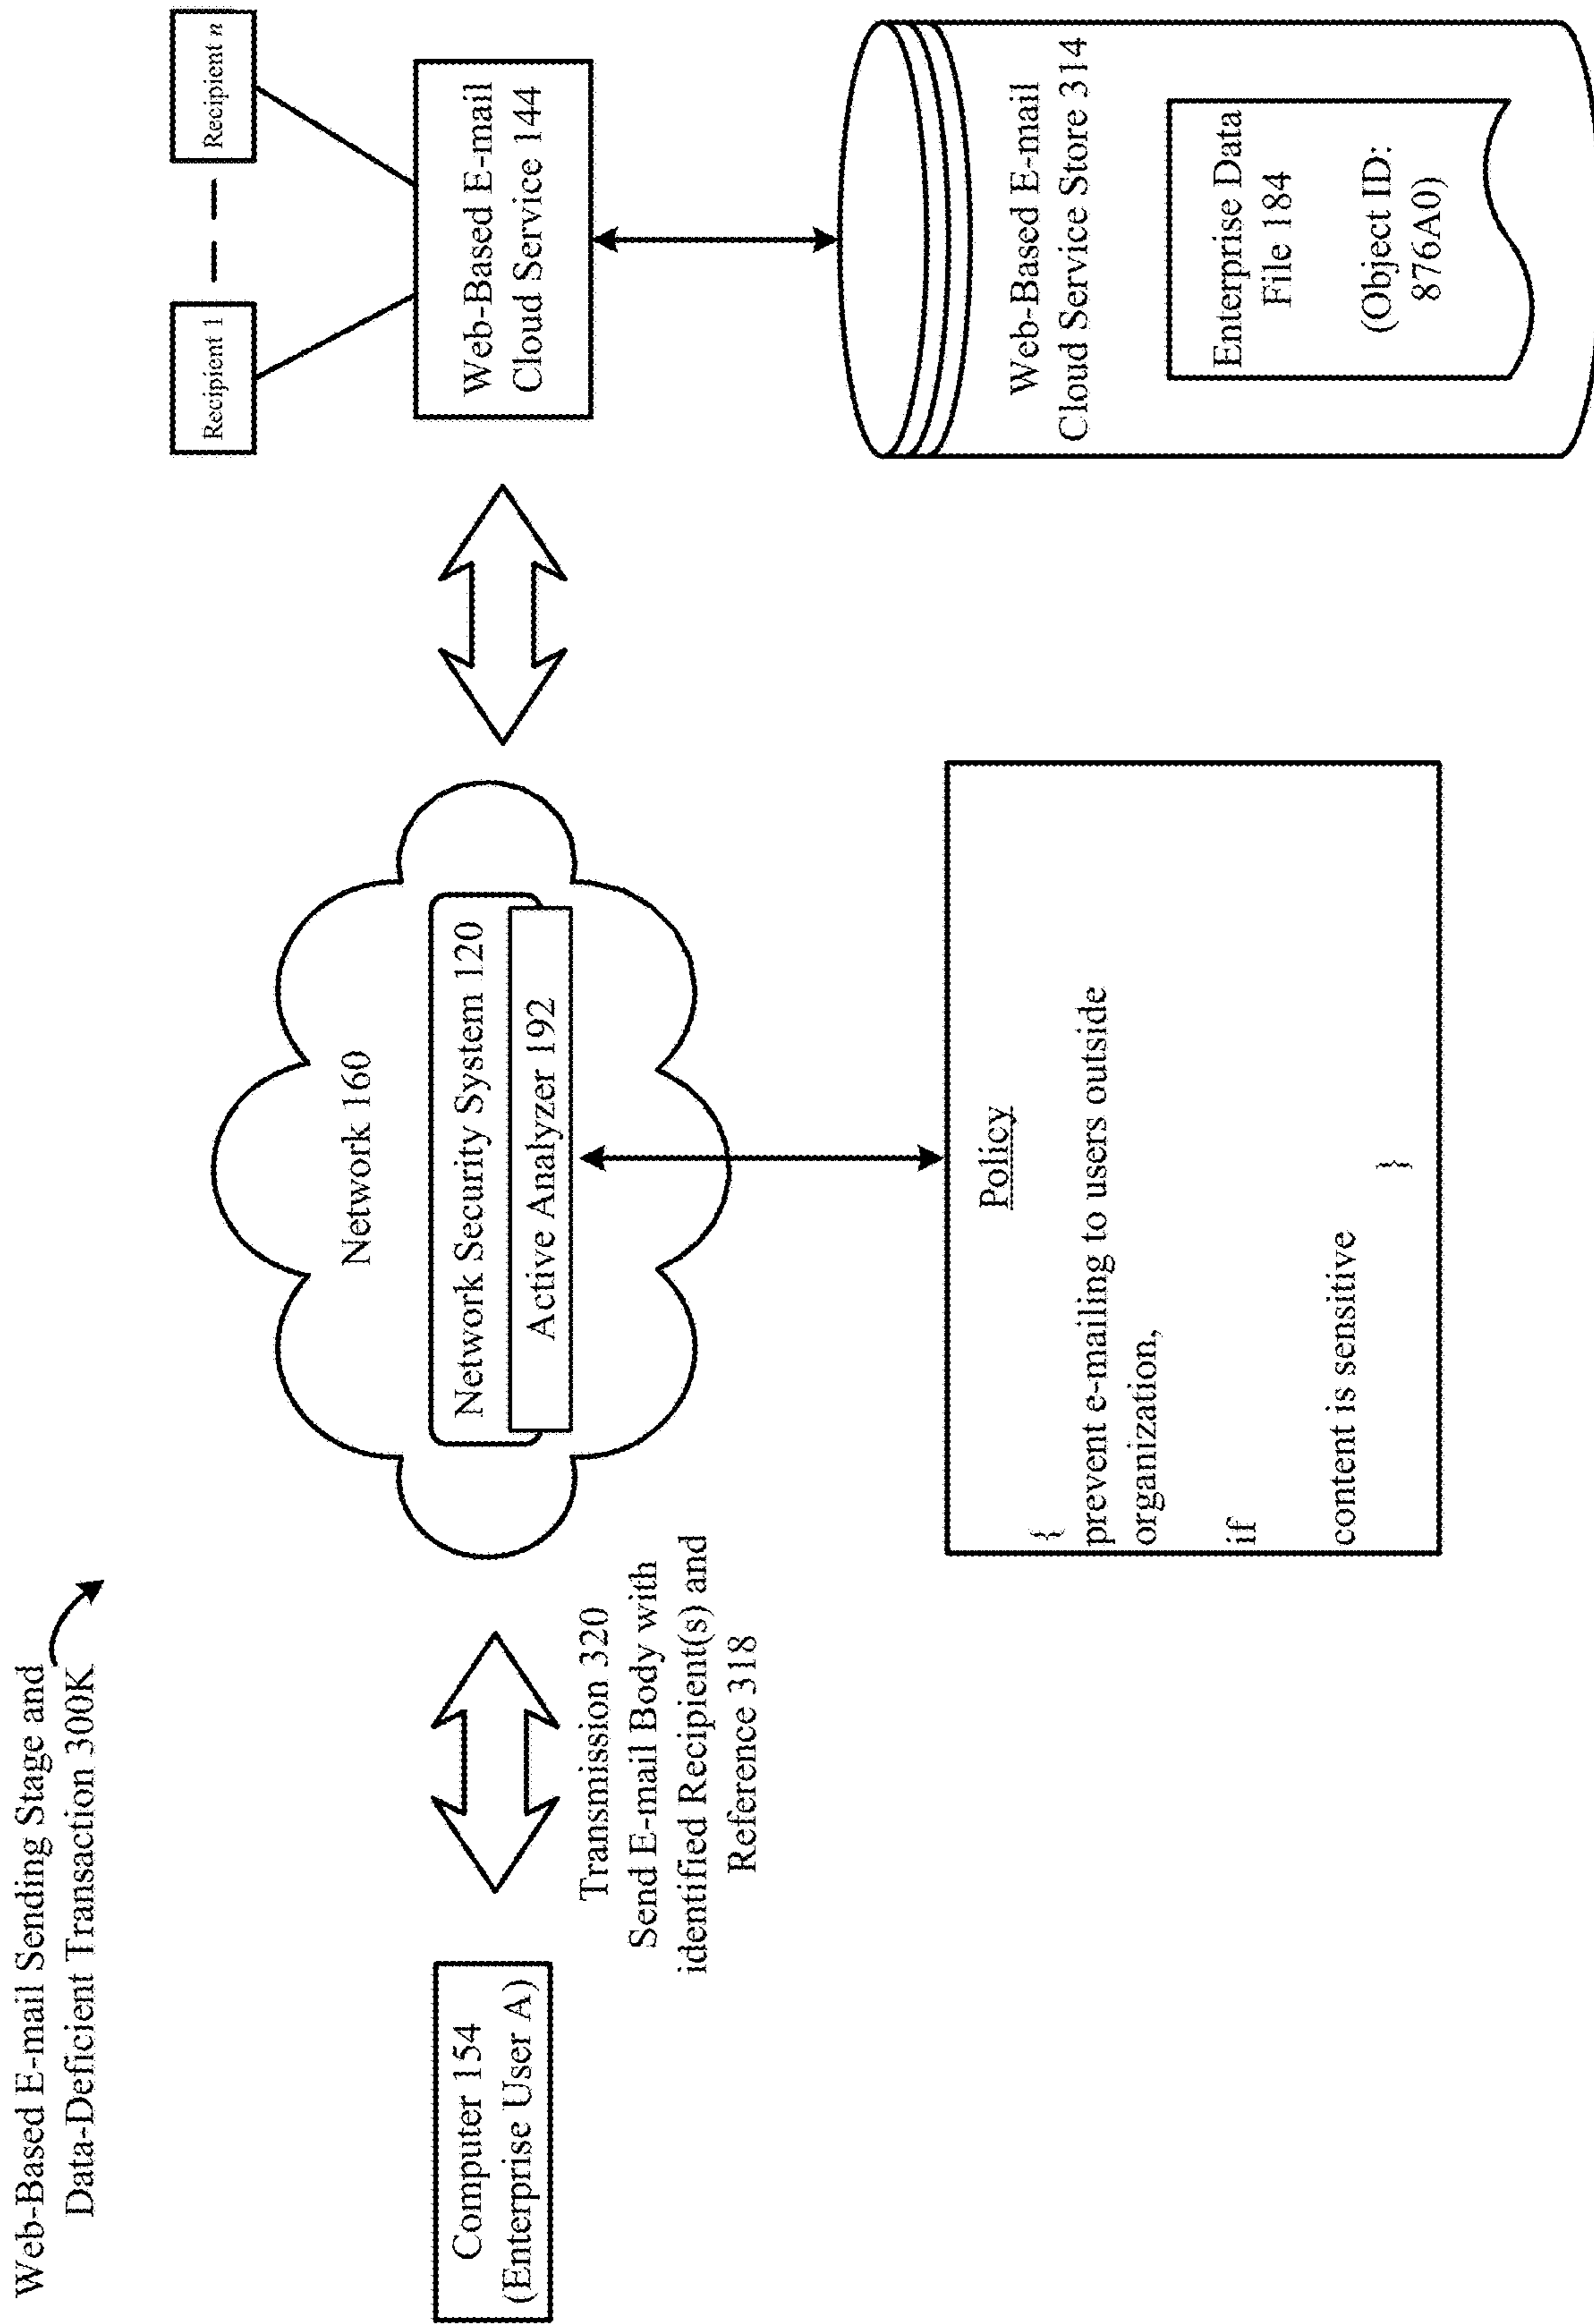 Web-Based E-mail Sending Stage and
Data-Deficient Transaction 300K
Computer 154
(Enterprise User A)
Transmission 320
Send E-mail Body with
identified Recipient(s) and
Reference 318
Network 160
Network Security System 120
Active Analyzer 192
Policy
{
prevent e-mailing to users outside
organization,
if
content is sensitive
}
Recipient 1
Recipient n
Web-Based E-mail
Cloud Service 144
Web-Based E-mail
Cloud Service Store 314
Enterprise Data
File 184
(Object ID:
876A0)